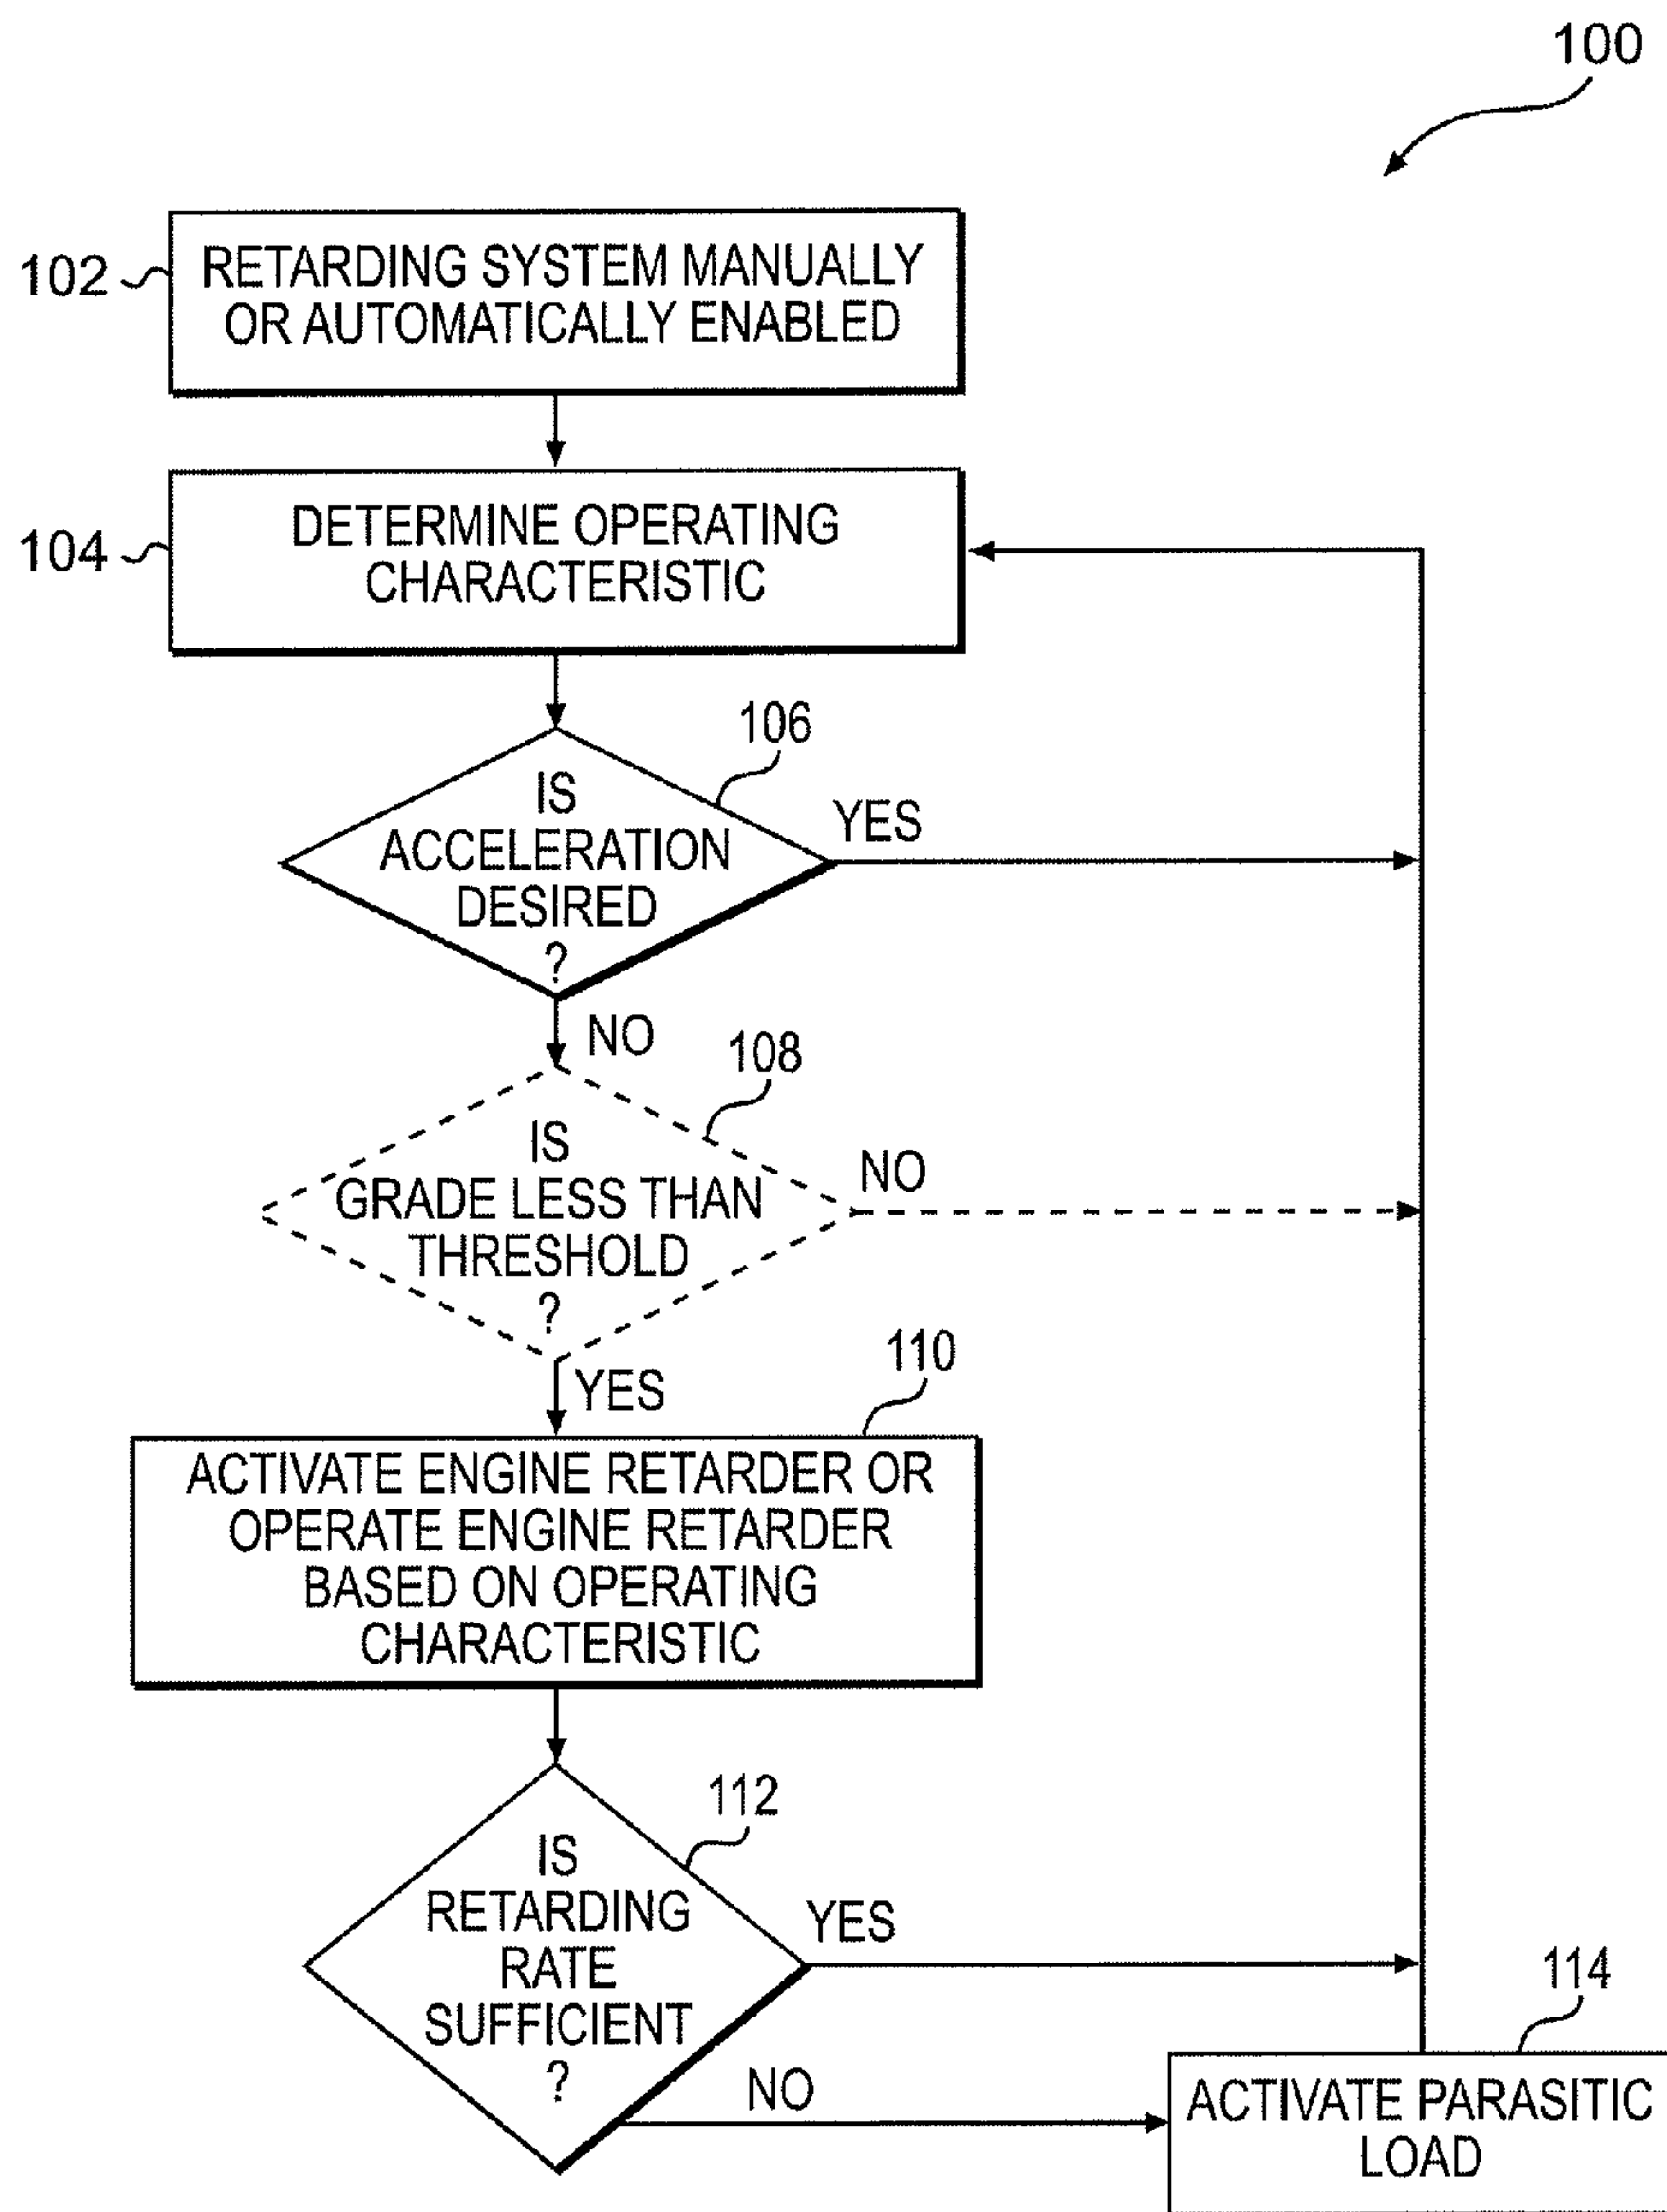 100
102
RETARDING SYSTEM MANUALLY
OR AUTOMATICALLY ENABLED
104
DETERMINE OPERATING
CHARACTERISTIC
106
IS
ACCELERATION
DESIRED
?
YES
NO
108
IS
GRADE LESS THAN
THRESHOLD
?
NO
YES
110
ACTIVATE ENGINE RETARDER OR
OPERATE ENGINE RETARDER
BASED ON OPERATING
CHARACTERISTIC
112
IS
RETARDING
RATE
SUFFICIENT
?
YES
NO
114
ACTIVATE PARASITIC
LOAD